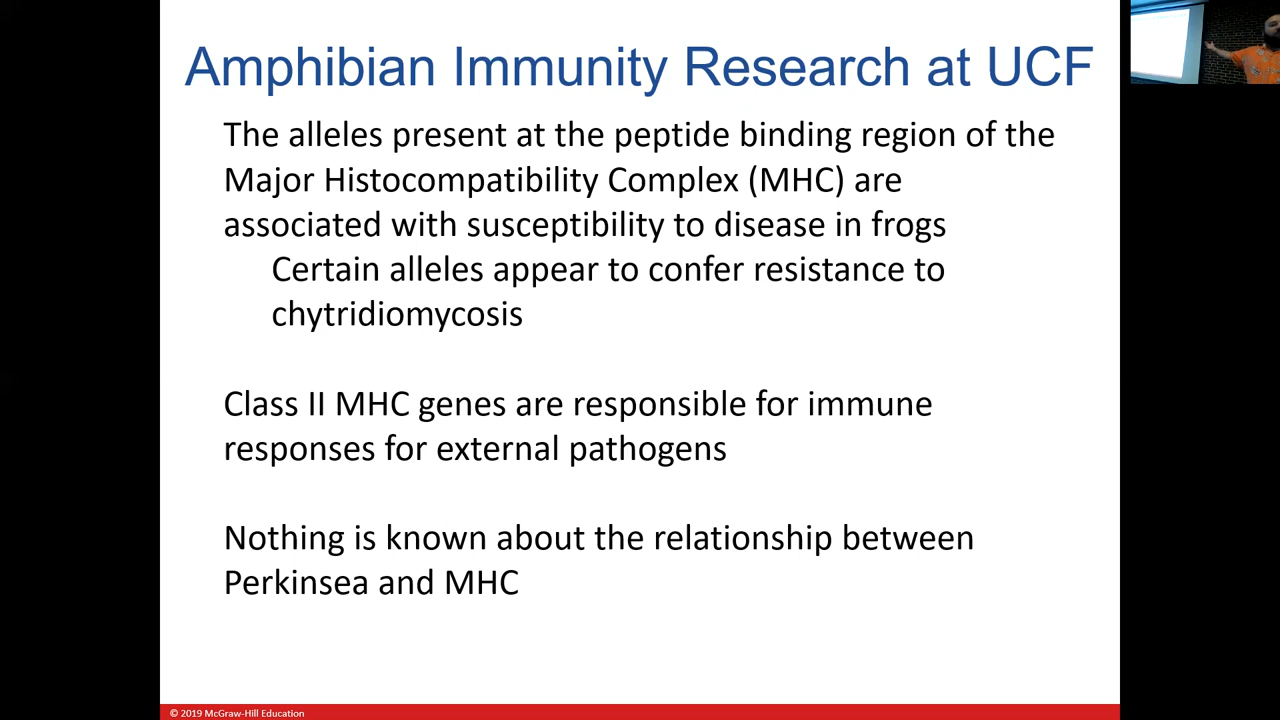 Amphibian Immunity Research at UCF
The alleles present at the peptide binding region of the
Major Histocompatibility Complex (MHC) are
associated with susceptibility to disease in frogs
Certain alleles appear to confer resistance to
chytridiomycosis
Class II MHC genes are responsible for immune
responses for external pathogens
Nothing is known about the relationship between
Perkinsea and MHC
© 2019 McGraw-Hill Education